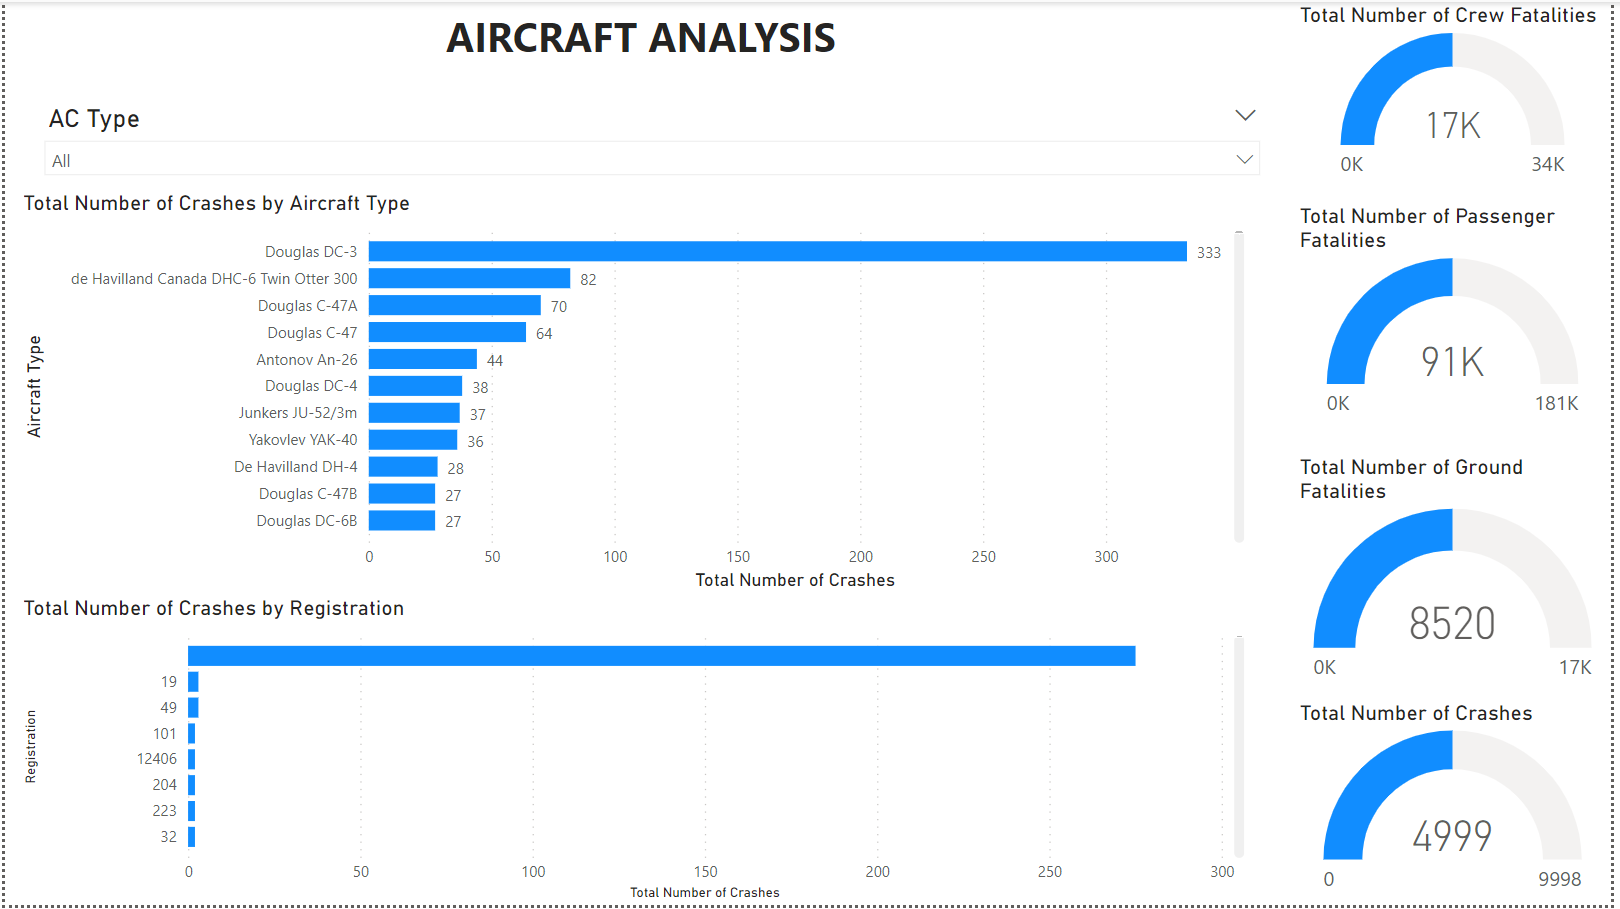 AIRCRAFT ANALYSIS
AC Type
All
Total Number of Crashes by Aircraft Type
Aircraft Type
Douglas DC-3 333
de Havilland Canada DHC-6 Twin Otter 300 82
Douglas C-47A 70
Douglas C-47 64
Antonov An-26 44
Douglas DC-4 38
Junkers JU-52/3m 37
Yakovlev YAK-40 36
De Havilland DH-4 28
Douglas C-47B 27
Douglas DC-6B 27
0 50 100 150 200 250 300
Total Number of Crashes
Total Number of Crashes by Registration
Registration
19
49
101
12406
204
223
32
0 50 100 150 200 250 300
Total Number of Crashes
Total Number of Crew Fatalities
17K
0K 34K
Total Number of Passenger
Fatalities
91K
0K 181K
Total Number of Ground
Fatalities
8520
0K 17K
Total Number of Crashes
4999
0 9998